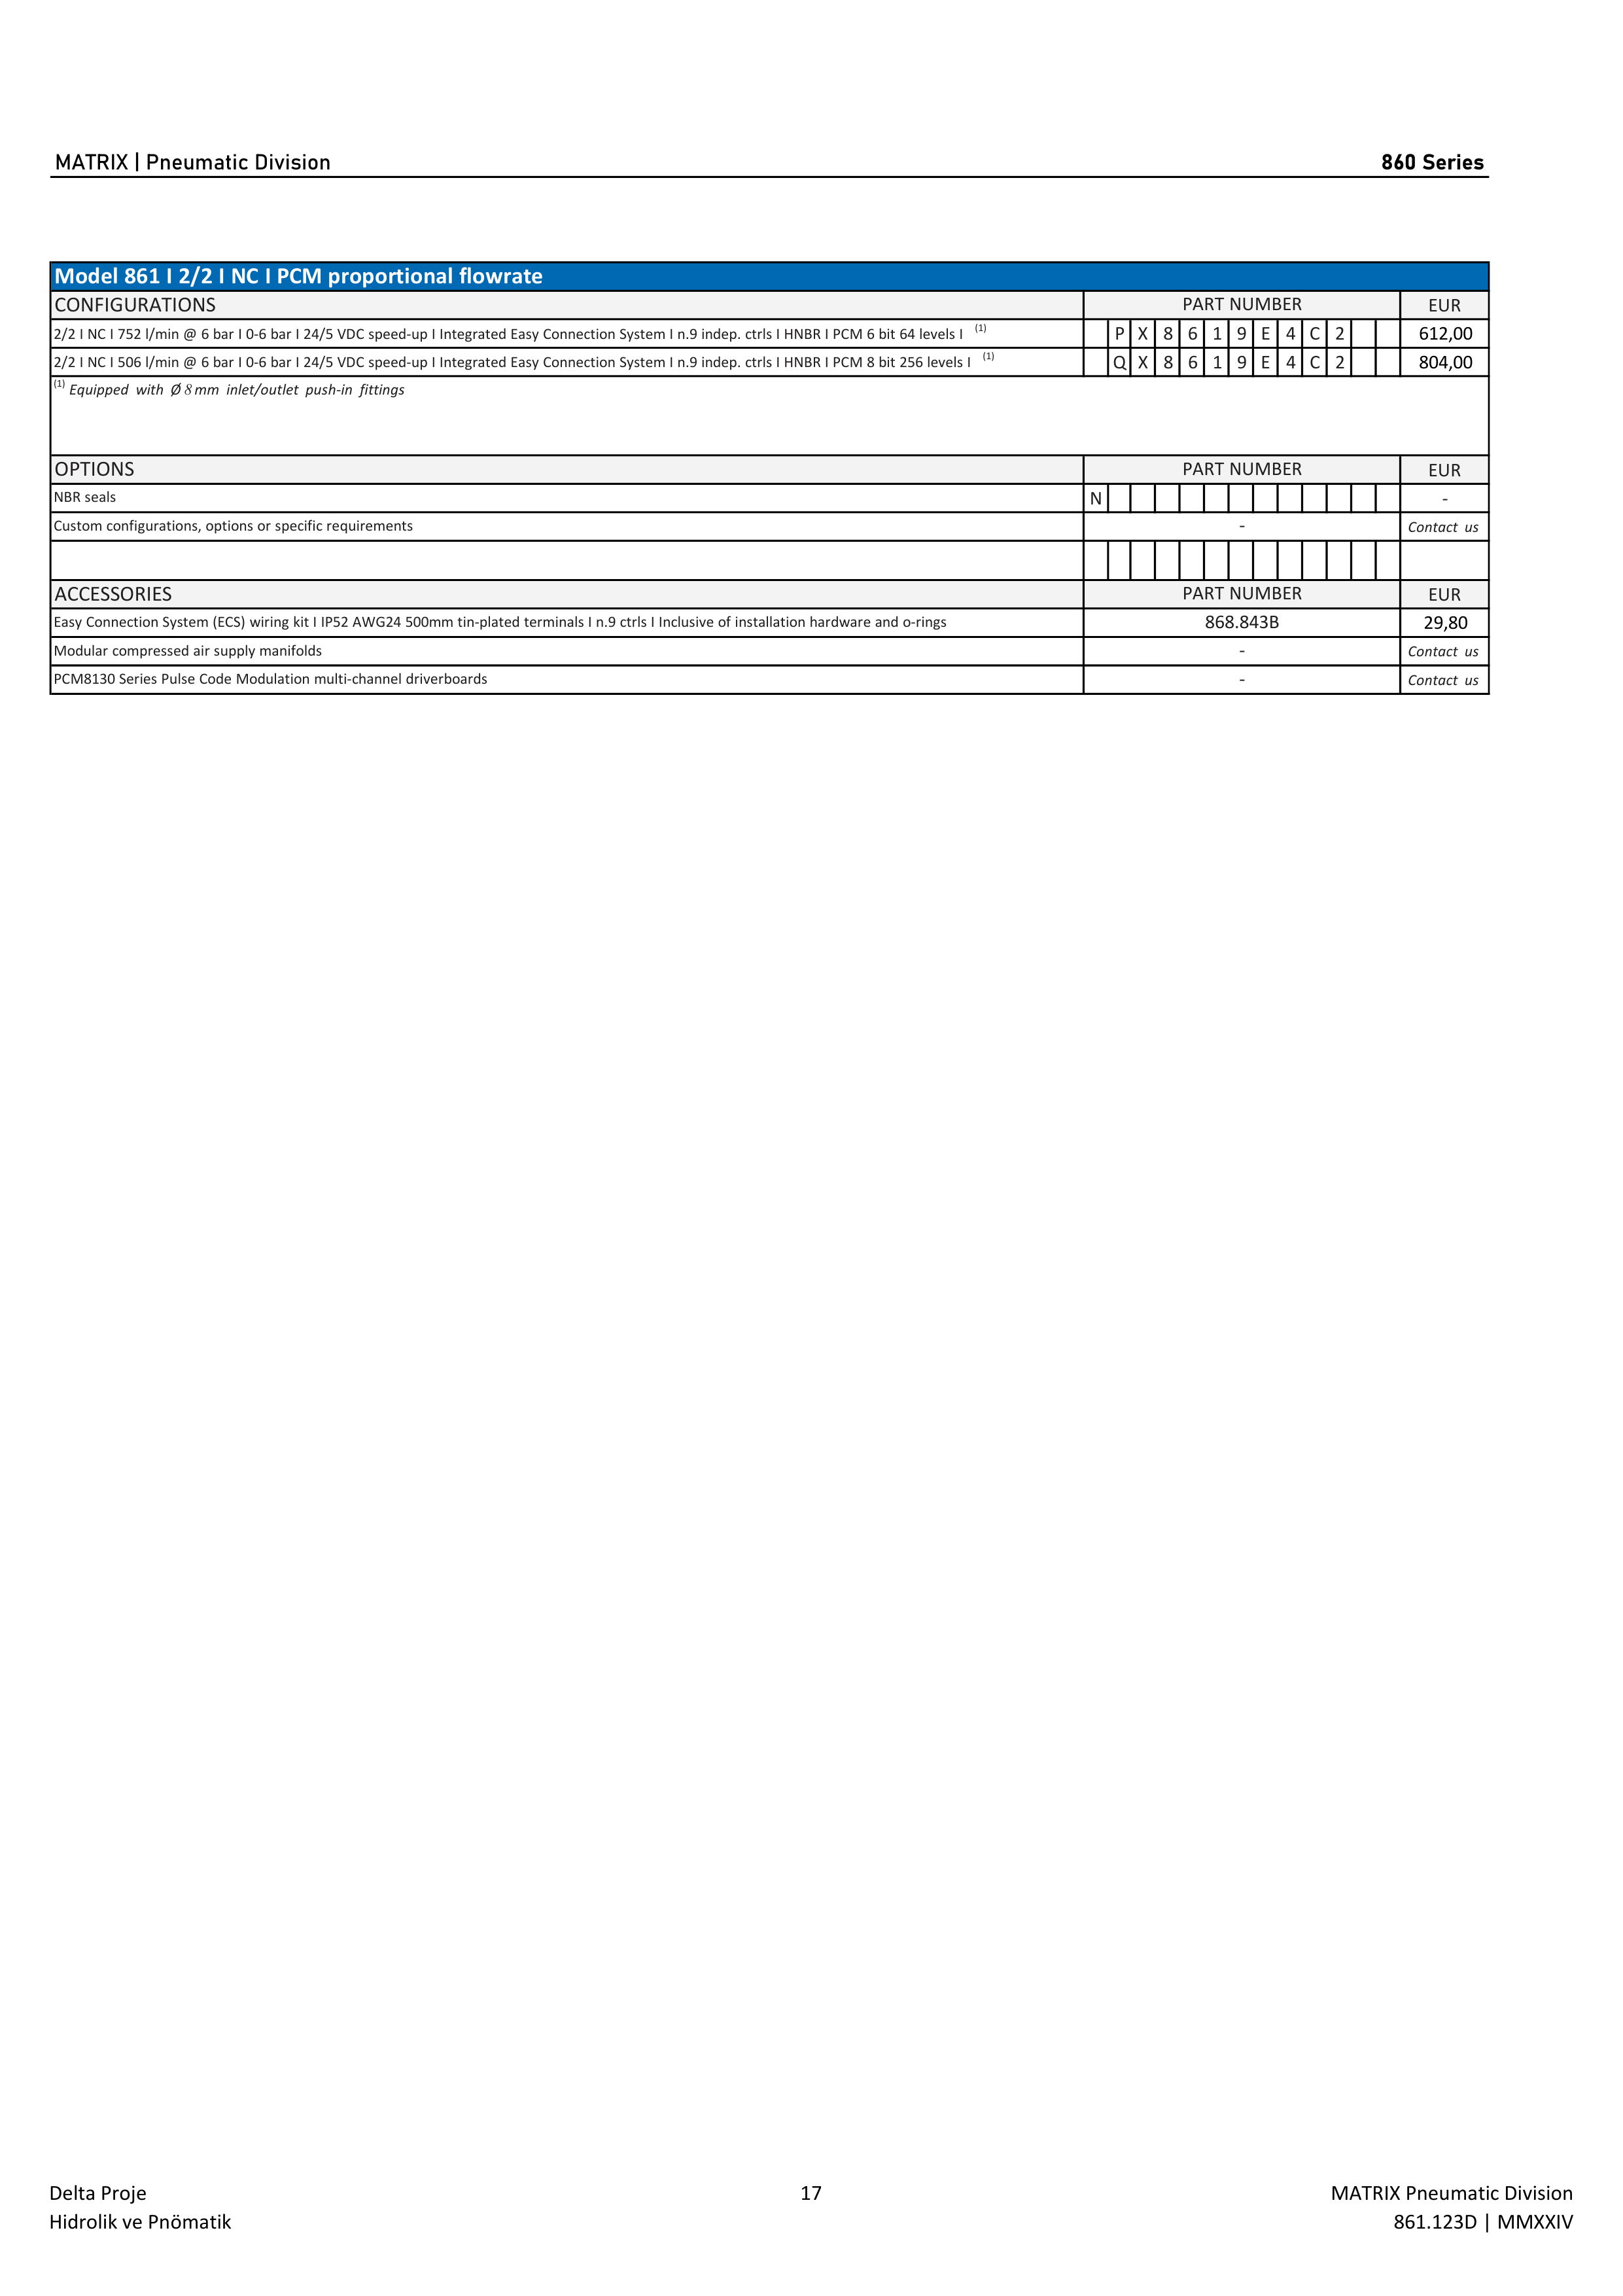 MATRIX | Pneumatic Division 860 Series
Model 861 I 2/2 I NC I PCM proportional flowrate
CONFIGURATIONS PART NUMBER EUR
2/2 I NC I 752 l/min @ 6 bar I 0-6 bar I 24/5 VDC speed-up I Integrated Easy Connection System I n.9 indep. ctrls I HNBR I PCM 6 bit 64 levels I (1) P X 8 6 1 9 E 4 C 2 612,00
2/2 I NC I 506 l/min @ 6 bar I 0-6 bar I 24/5 VDC speed-up I Integrated Easy Connection System I n.9 indep. ctrls I HNBR I PCM 8 bit 256 levels I (1) Q X 8 6 1 9 E 4 C 2 804,00
(1) Equipped with Ø 8 mm inlet/outlet push-in fittings
OPTIONS PART NUMBER EUR
NBR seals N -
Custom configurations, options or specific requirements - Contact us
ACCESSORIES PART NUMBER EUR
Easy Connection System (ECS) wiring kit I IP52 AWG24 500mm tin-plated terminals I n.9 ctrls I Inclusive of installation hardware and o-rings 868.843B 29,80
Modular compressed air supply manifolds - Contact us
PCM8130 Series Pulse Code Modulation multi-channel driverboards - Contact us
Delta Proje 17 MATRIX Pneumatic Division
Hidrolik ve Pnömatik 861.123D | MMXXIV